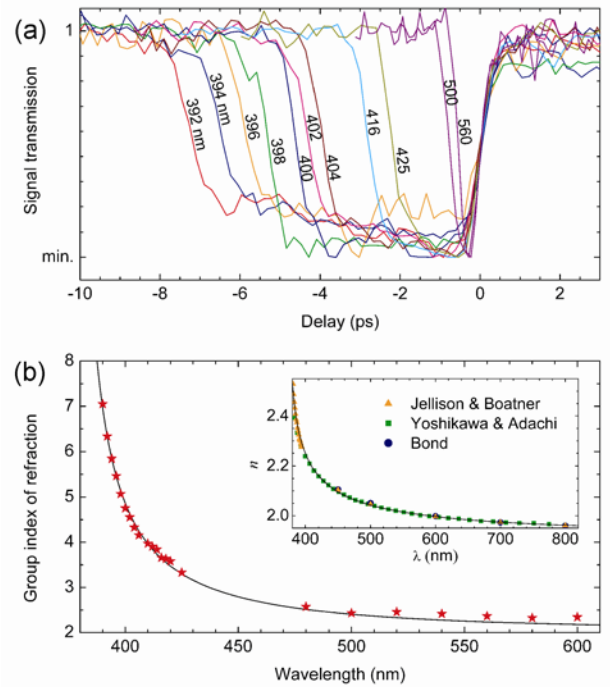 (a)
1
Signal transmission
min.
392 nm
394 nm
396
398
400
402
404
416
425
500
560
-10 -8 -6 -4 -2 0 2
Delay (ps)
(b)
8
7
6
5
4
3
2
Group index of refraction
400 450 500 550 600
Wavelength (nm)
2.4
2.2
2.0
n
400 500 600 700 800
λ (nm)
Jellison & Boatner
Yoshikawa & Adachi
Bond